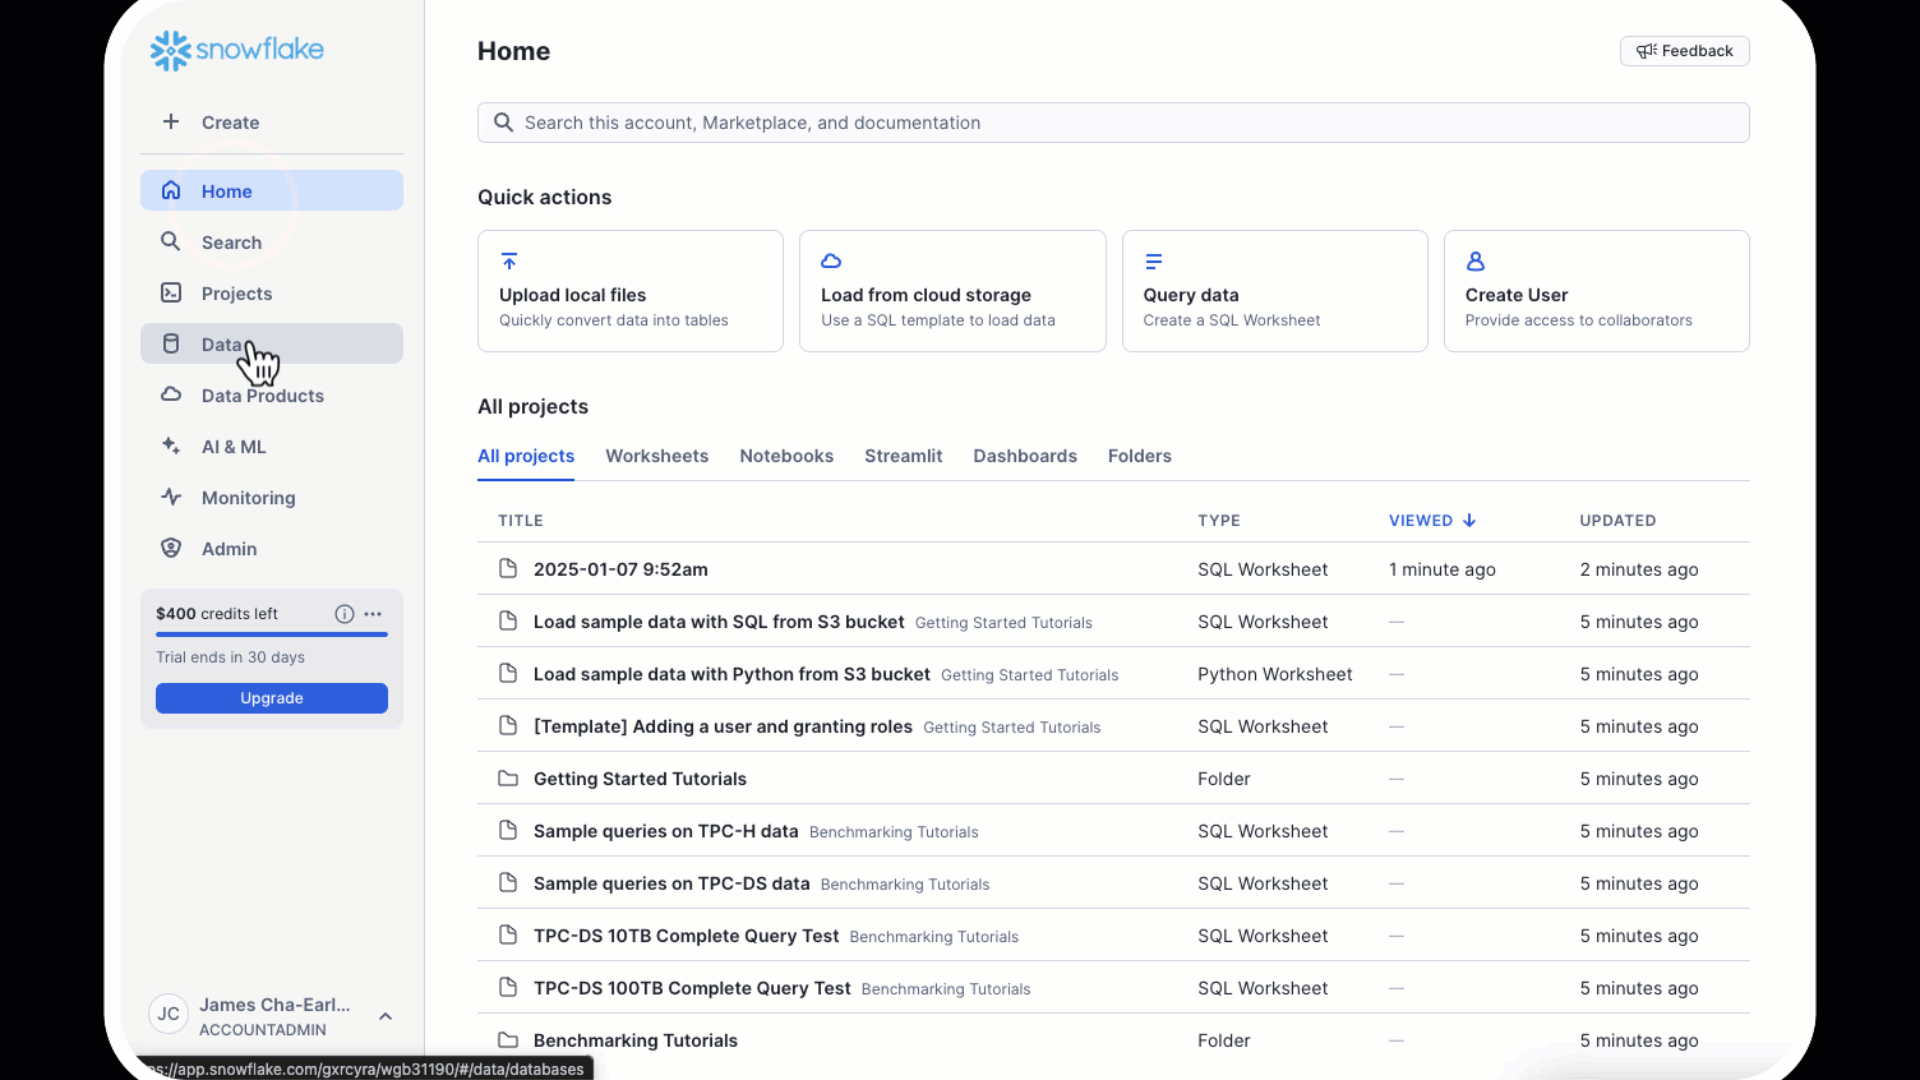 snowflake
Create
Home
Search
Projects
Data
Data Products
AI & ML
Monitoring
Admin
$400 credits left
Trial ends in 30 days
Upgrade
JC
James Cha-Earl...
ACCOUNTADMIN
s://app.snowflake.com/gxrcyra/wgb31190/#/data/databases
Home
Feedback
Search this account, Marketplace, and documentation
Quick actions
Upload local files
Quickly convert data into tables
Load from cloud storage
Use a SQL template to load data
Query data
Create a SQL Worksheet
Create User
Provide access to collaborators
All projects
All projects Worksheets Notebooks Streamlit Dashboards Folders
TITLE TYPE VIEWED UPDATED
2025-01-07 9:52am SQL Worksheet 1 minute ago 2 minutes ago
Load sample data with SQL from S3 bucket Getting Started Tutorials SQL Worksheet — 5 minutes ago
Load sample data with Python from S3 bucket Getting Started Tutorials Python Worksheet — 5 minutes ago
[Template] Adding a user and granting roles Getting Started Tutorials SQL Worksheet — 5 minutes ago
Getting Started Tutorials Folder — 5 minutes ago
Sample queries on TPC-H data Benchmarking Tutorials SQL Worksheet — 5 minutes ago
Sample queries on TPC-DS data Benchmarking Tutorials SQL Worksheet — 5 minutes ago
TPC-DS 10TB Complete Query Test Benchmarking Tutorials SQL Worksheet — 5 minutes ago
TPC-DS 100TB Complete Query Test Benchmarking Tutorials SQL Worksheet — 5 minutes ago
Benchmarking Tutorials Folder — 5 minutes ago